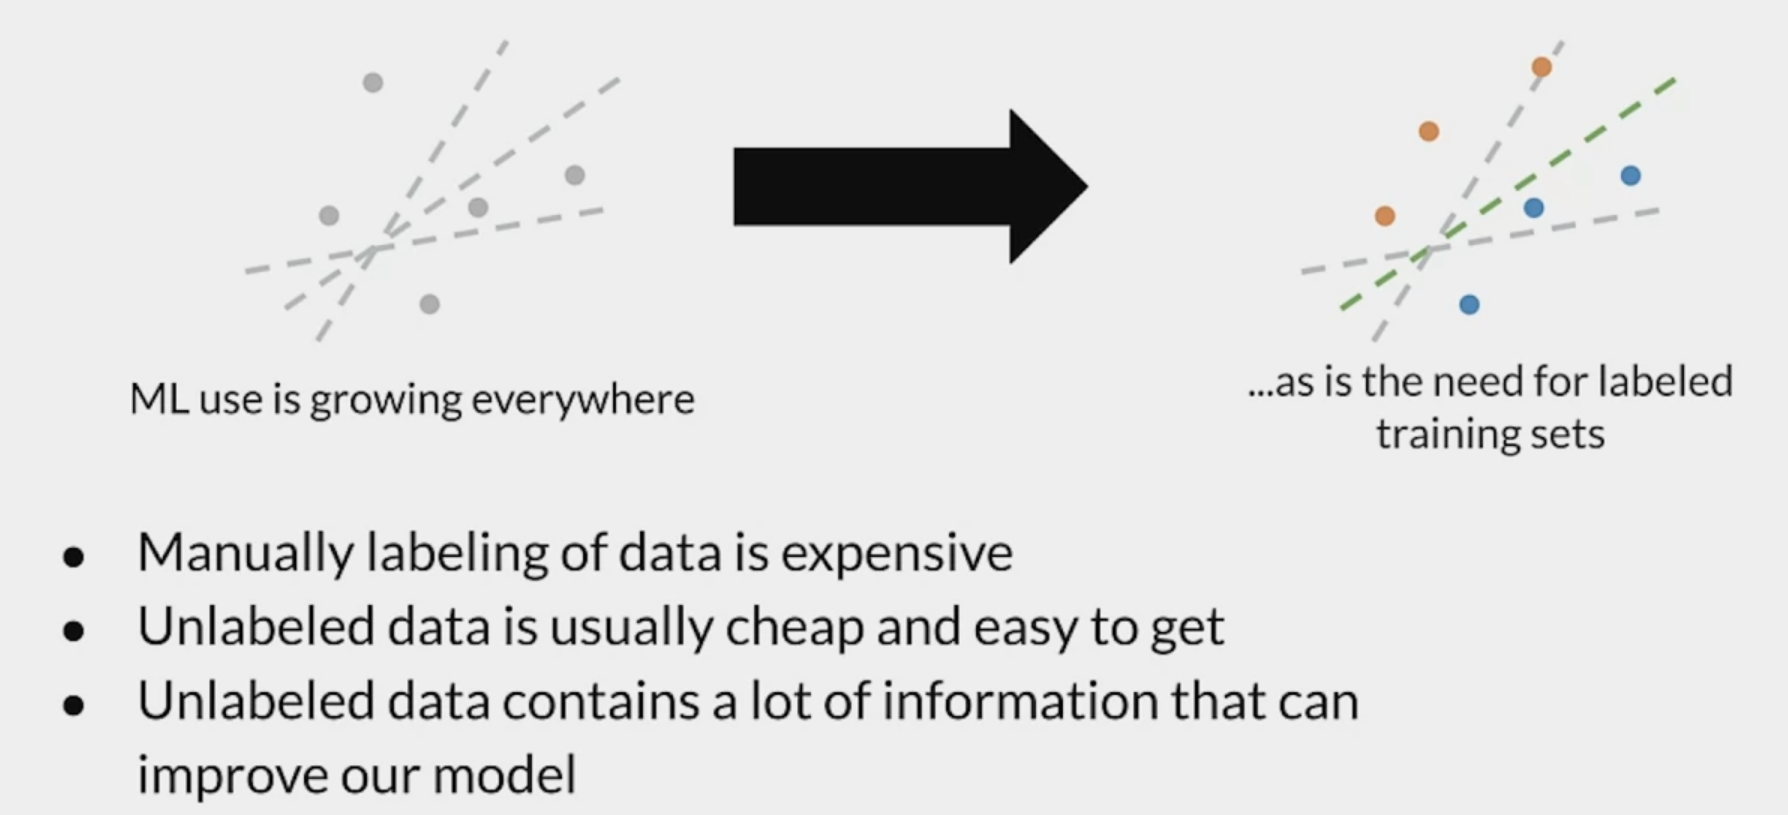 ML use is growing everywhere
...as is the need for labeled
training sets
● Manually labeling of data is expensive
● Unlabeled data is usually cheap and easy to get
● Unlabeled data contains a lot of information that can
improve our model